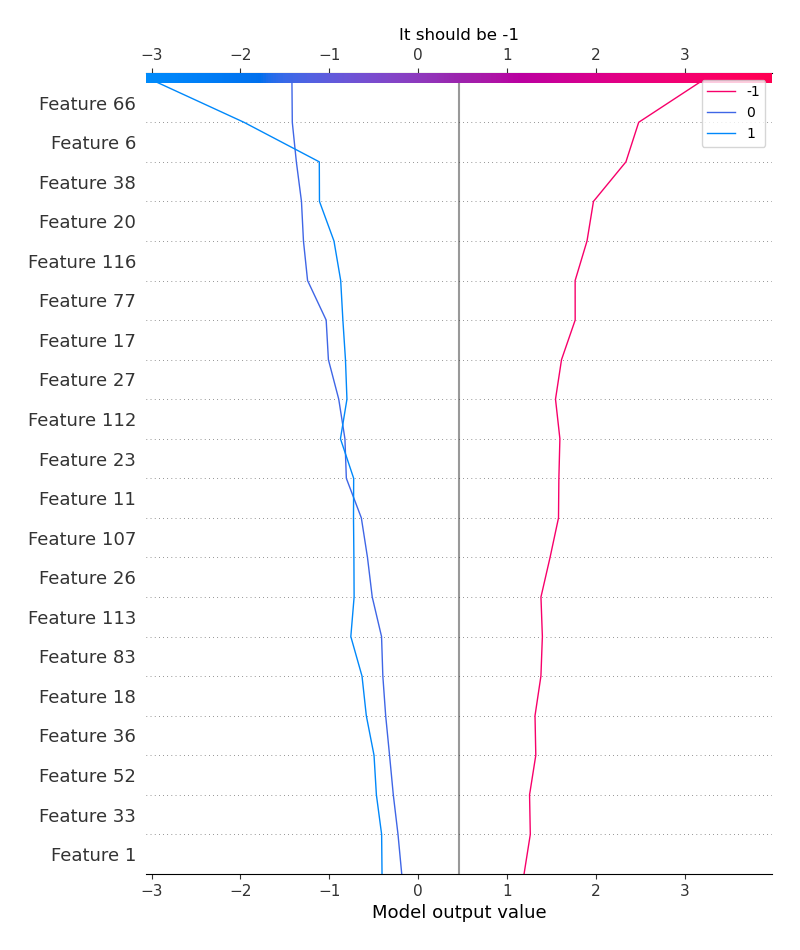 It should be -1
−3 −2 −1 0 1 2 3
-1
0
1
Feature 66
Feature 6
Feature 38
Feature 20
Feature 116
Feature 77
Feature 17
Feature 27
Feature 112
Feature 23
Feature 11
Feature 107
Feature 26
Feature 113
Feature 83
Feature 18
Feature 36
Feature 52
Feature 33
Feature 1
−3 −2 −1 0 1 2 3
Model output value